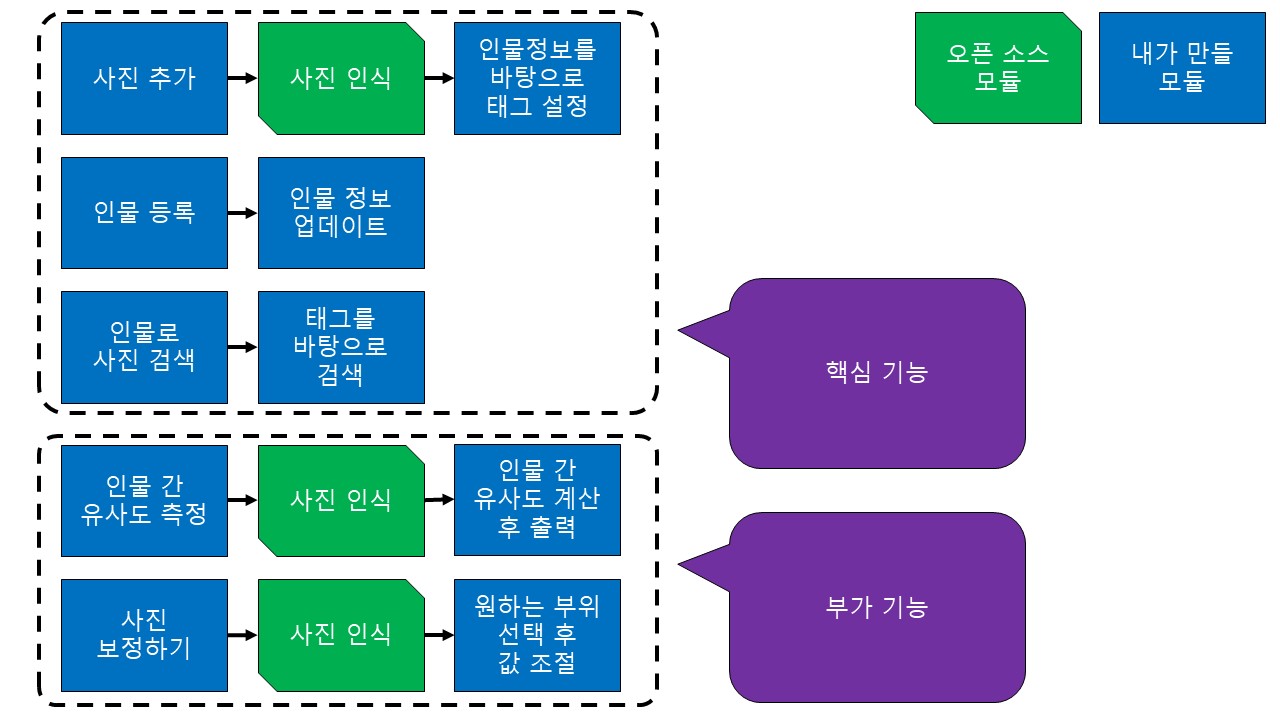 사진 추가
사진 인식
인물정보를
바탕으로
태그 설정
오픈 소스
모듈
내가 만들
모듈
인물 등록
인물 정보
업데이트
인물로
사진 검색
태그를
바탕으로
검색
핵심 기능
인물 간
유사도 측정
사진 인식
인물 간
유사도 계산
후 출력
사진
보정하기
사진 인식
원하는 부위
선택 후
값 조절
부가 기능